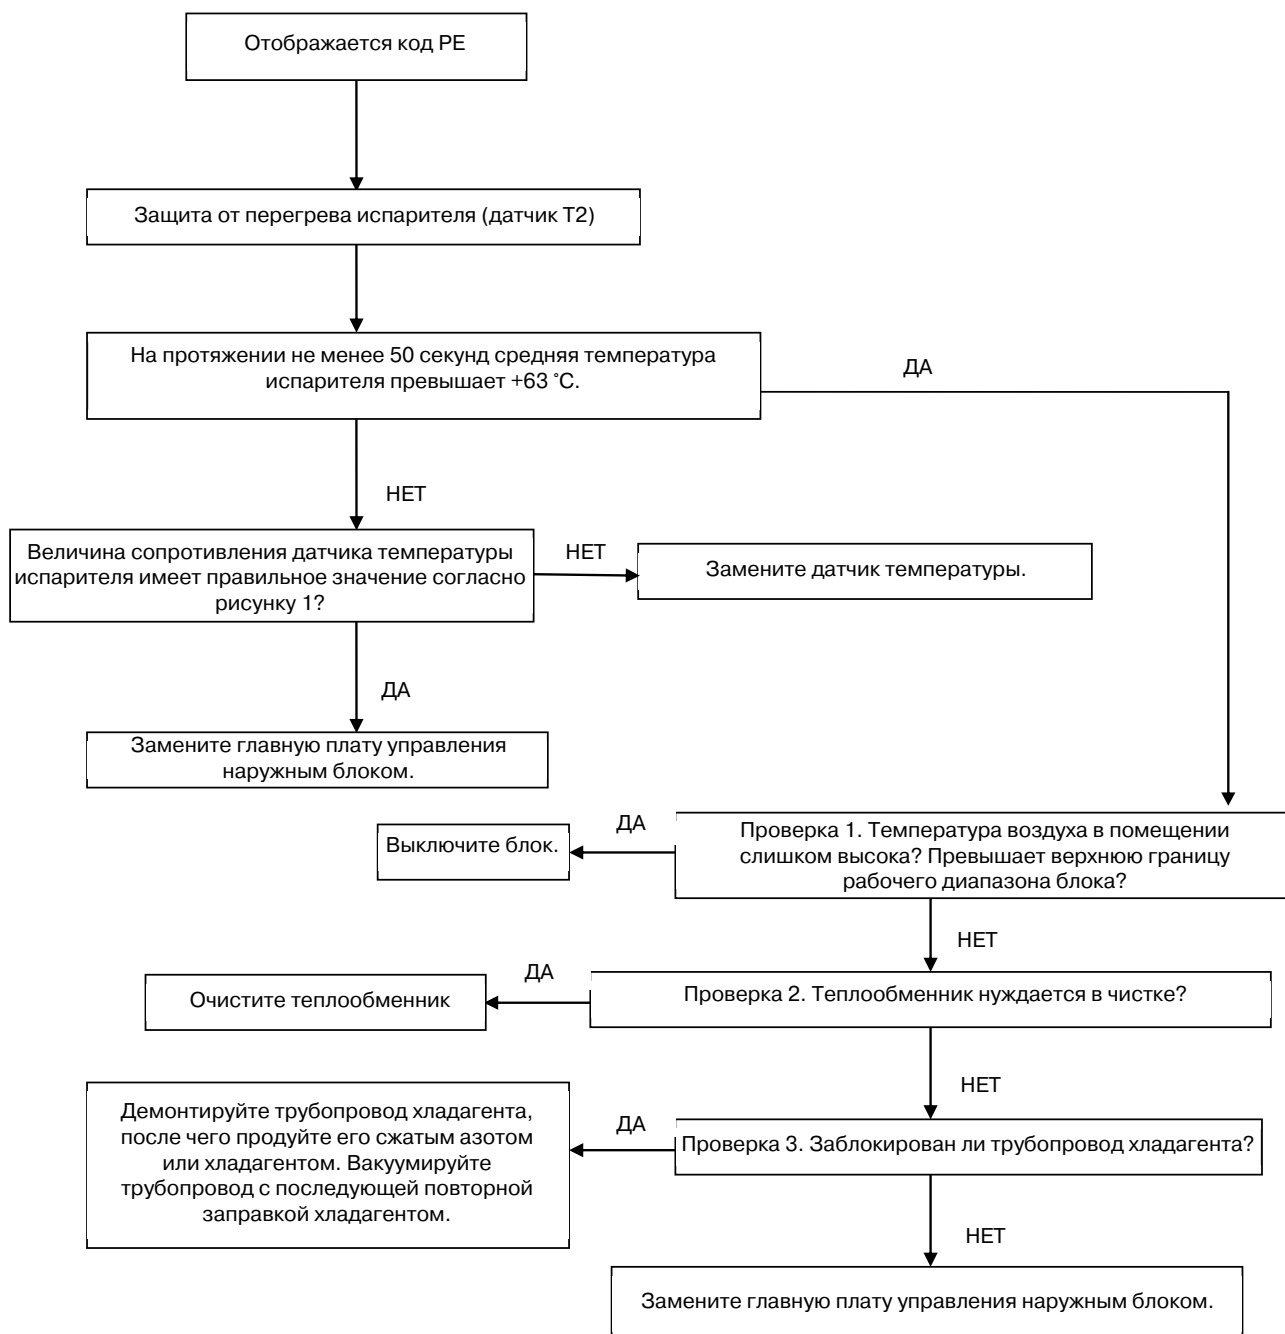 Отображается код PE
Защита от перегрева испарителя (датчик T2)
На протяжении не менее 50 секунд средняя температура
испарителя превышает +63 ˚C.
ДА
НЕТ
Величина сопротивления датчика температуры
испарителя имеет правильное значение согласно
рисунку 1?
НЕТ
Замените датчик температуры.
ДА
Замените главную плату управления
наружным блоком.
Проверка 1. Температура воздуха в помещении
слишком высока? Превышает верхнюю границу
рабочего диапазона блока?
ДА
Выключите блок.
НЕТ
Проверка 2. Теплообменник нуждается в чистке?
ДА
Очистите теплообменник
НЕТ
Проверка 3. Заблокирован ли трубопровод хладагента?
ДА
Демонтируйте трубопровод хладагента,
после чего продуйте его сжатым азотом
или хладагентом. Вакуумируйте
трубопровод с последующей повторной
заправкой хладагентом.
НЕТ
Замените главную плату управления наружным блоком.